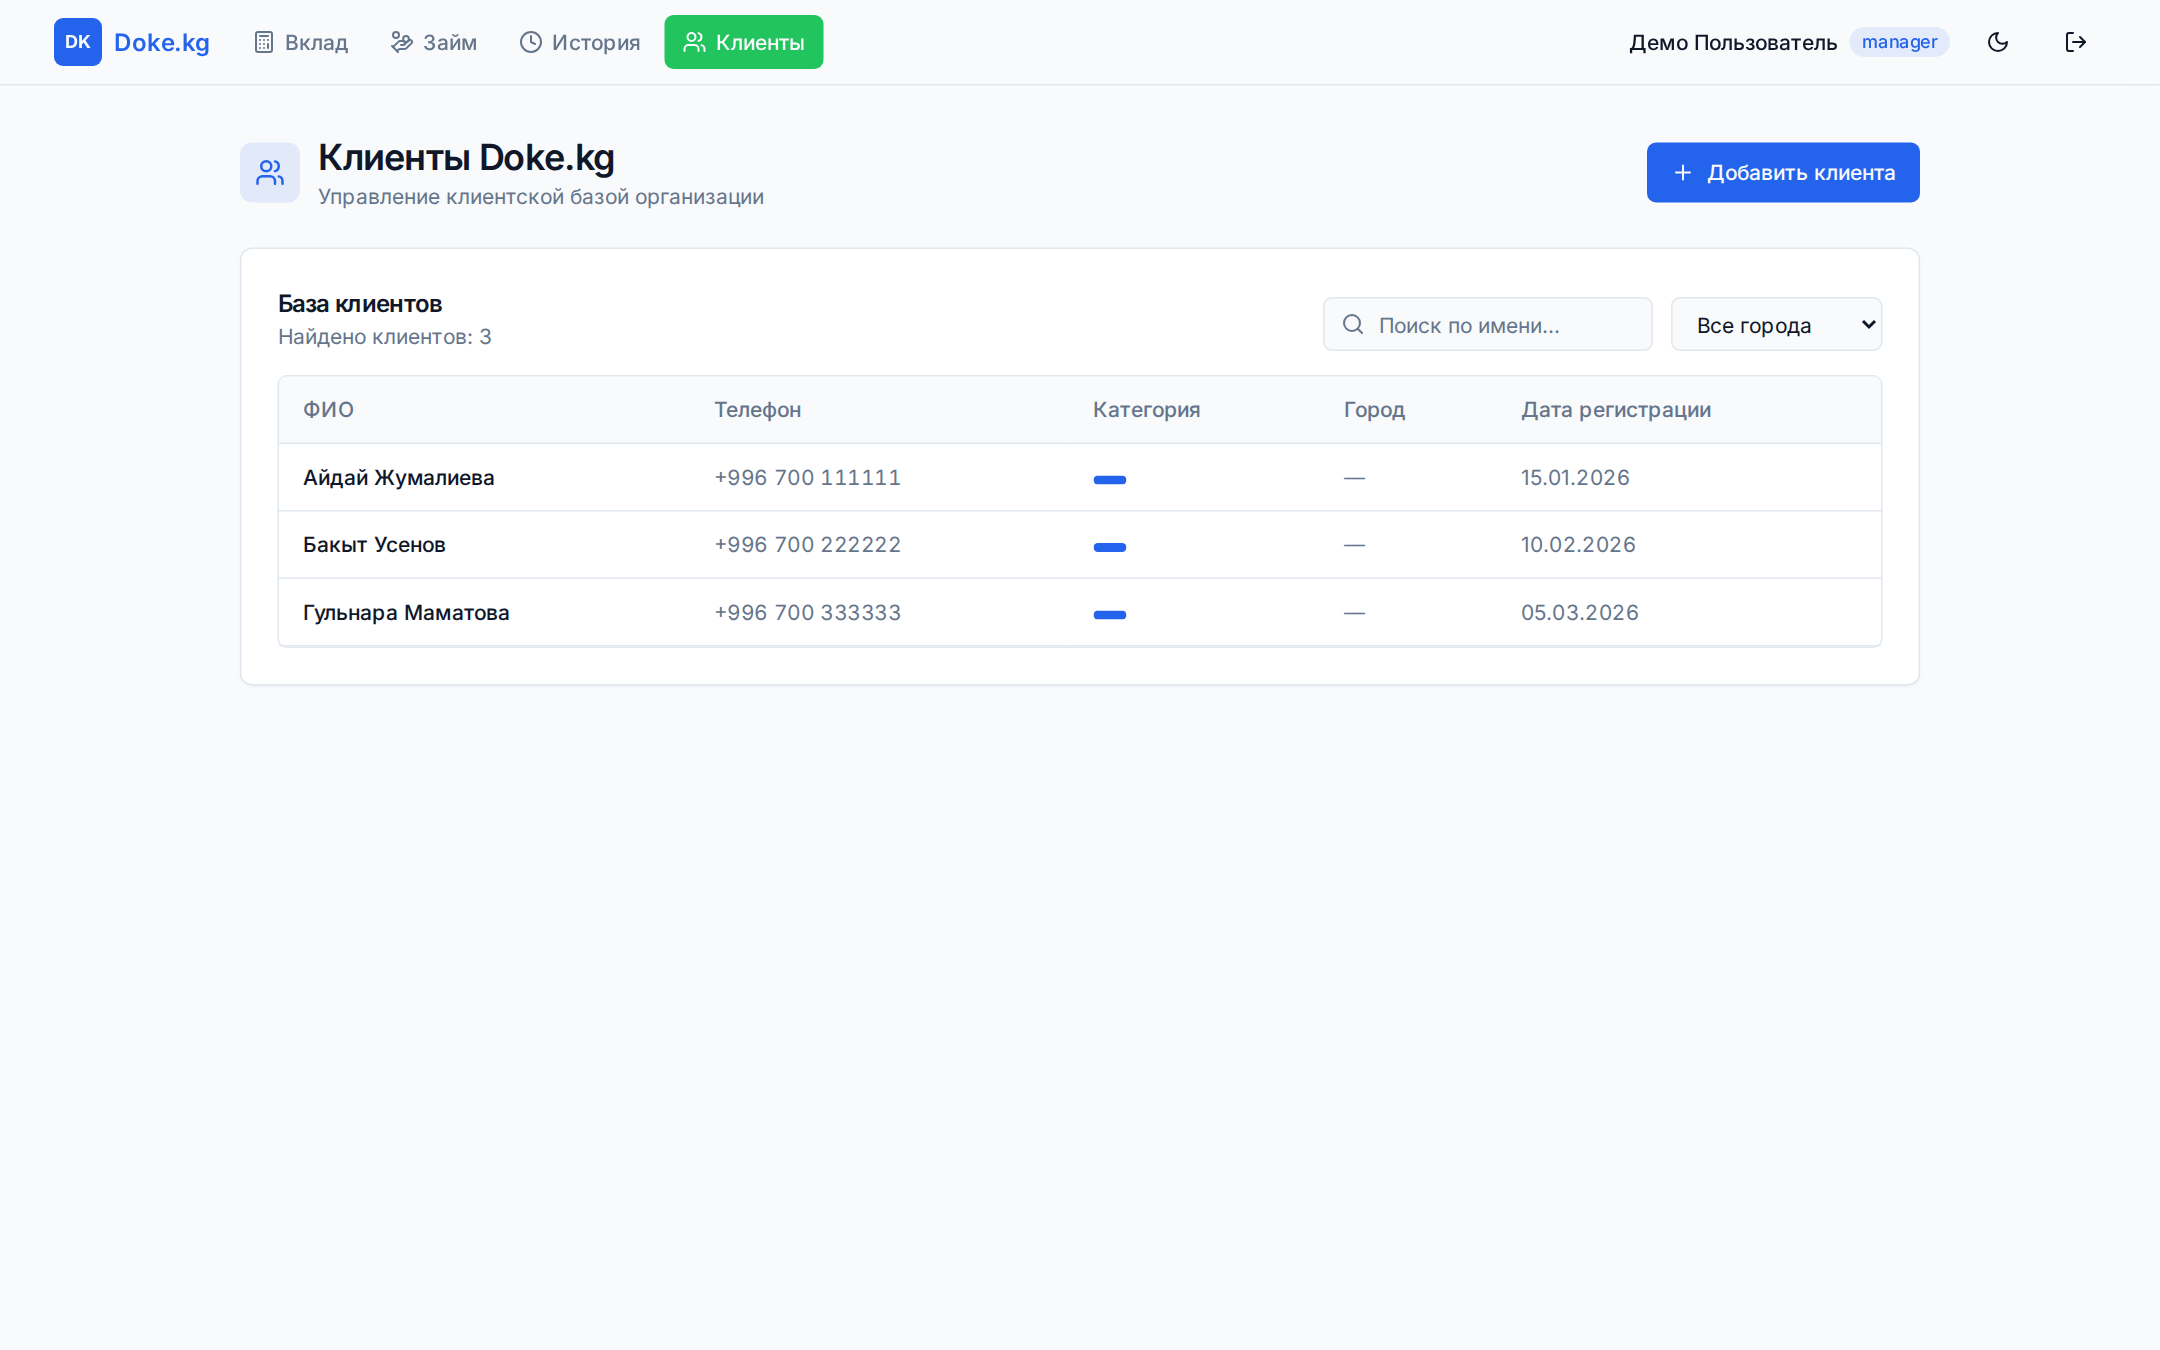 DK Doke.kg Вклад Займ История Клиенты Демо Пользователь manager
Клиенты Doke.kg
Управление клиентской базой организации
+ Добавить клиента
База клиентов
Найдено клиентов: 3
Поиск по имени... Все города
ФИО Телефон Категория Город Дата регистрации
Айдай Жумалиева +996 700 111111 — 15.01.2026
Бакыт Усенов +996 700 222222 — 10.02.2026
Гульнара Маматова +996 700 333333 — 05.03.2026